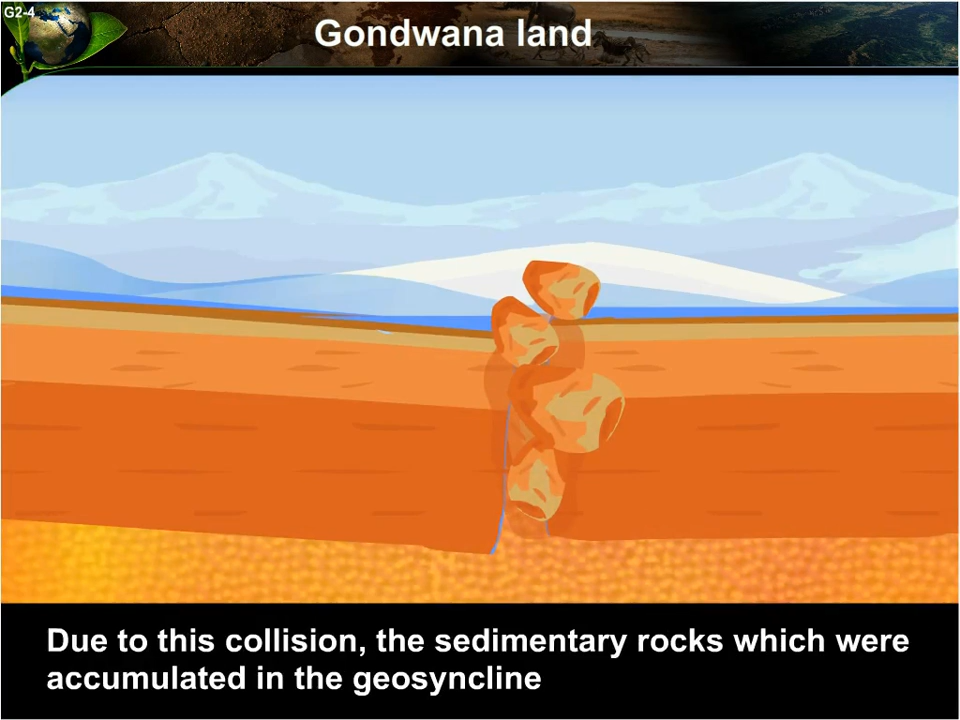 G2-4
Gondwana land
Due to this collision, the sedimentary rocks which were
accumulated in the geosyncline